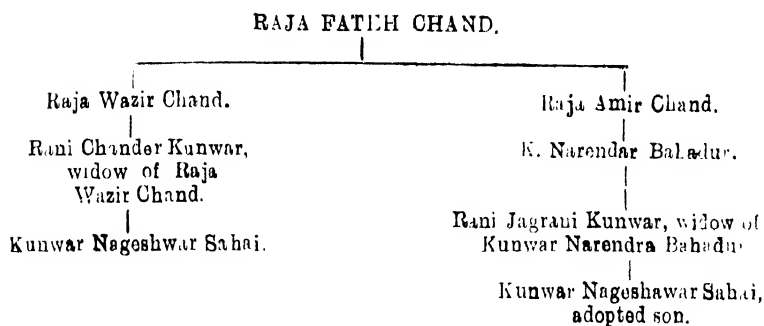 RAJA FATEH CHAND.
Raja Wazir Chand.
Rani Chander Kunwar,
widow of Raja
Wazir Chand.
Kunwar Nageshwar Sahai.
Raja Amir Chand.
K. Narendar Bahadur.
Rani Jagrani Kunwar, widow of
Kunwar Narendra Bahadur
Kunwar Nageshawar Sahai,
adopted son.